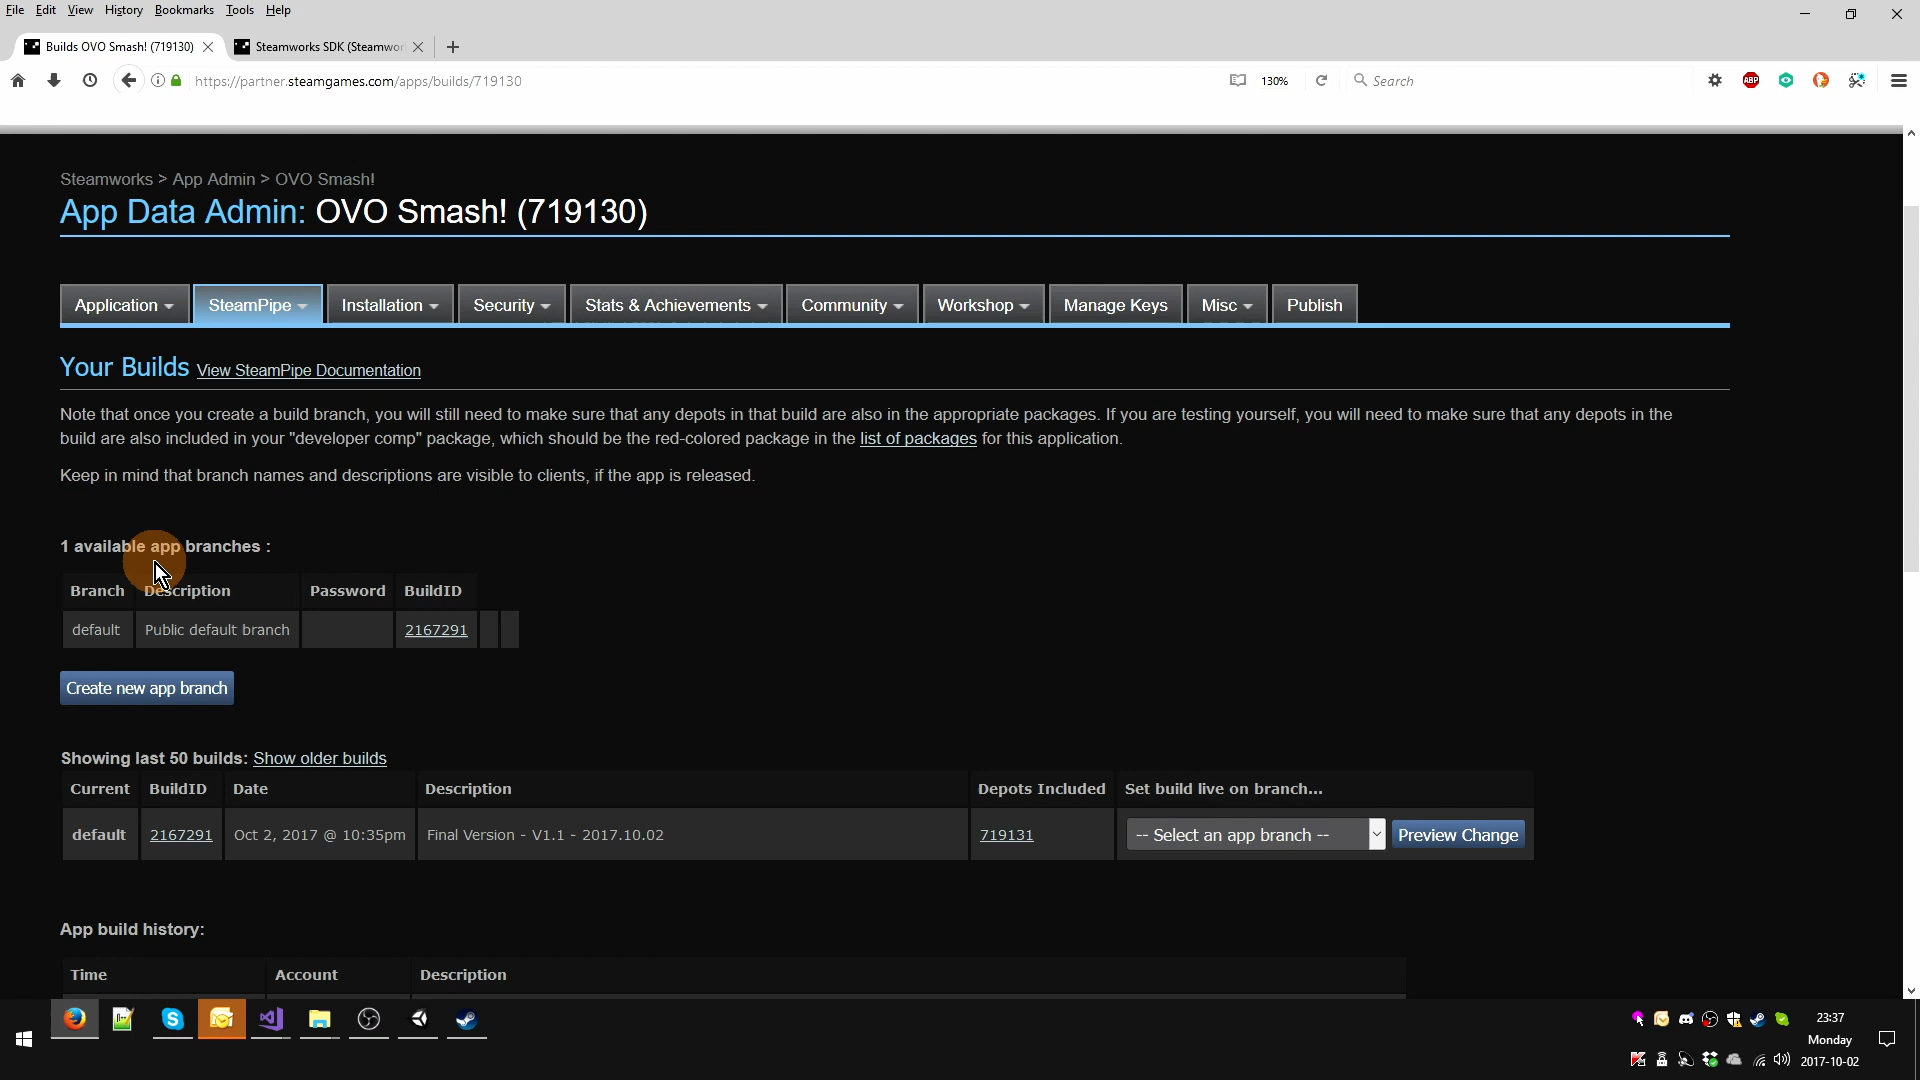 File Edit View History Bookmarks Tools Help
Builds OVO Smash! (719130) Steamworks SDK (Steamwor
https://partner.steamgames.com/apps/builds/719130 130% Search
ABP
Steamworks > App Admin > OVO Smash!
App Data Admin: OVO Smash! (719130)
Application SteamPipe Installation Security Stats & Achievements Community Workshop Manage Keys Misc Publish
Your Builds View SteamPipe Documentation
Note that once you create a build branch, you will still need to make sure that any depots in that build are also in the appropriate packages. If you are testing yourself, you will need to make sure that any depots in the
build are also included in your "developer comp" package, which should be the red-colored package in the list of packages for this application.
Keep in mind that branch names and descriptions are visible to clients, if the app is released.
1 available app branches :
Branch Description Password BuildID
default Public default branch 2167291
Create new app branch
Showing last 50 builds: Show older builds
Current BuildID Date Description Depots Included Set build live on branch...
default 2167291 Oct 2, 2017 @ 10:35pm Final Version - V1.1 - 2017.10.02 719131 -- Select an app branch -- Preview Change
App build history:
Time Account Description
23:37
Monday
2017-10-02